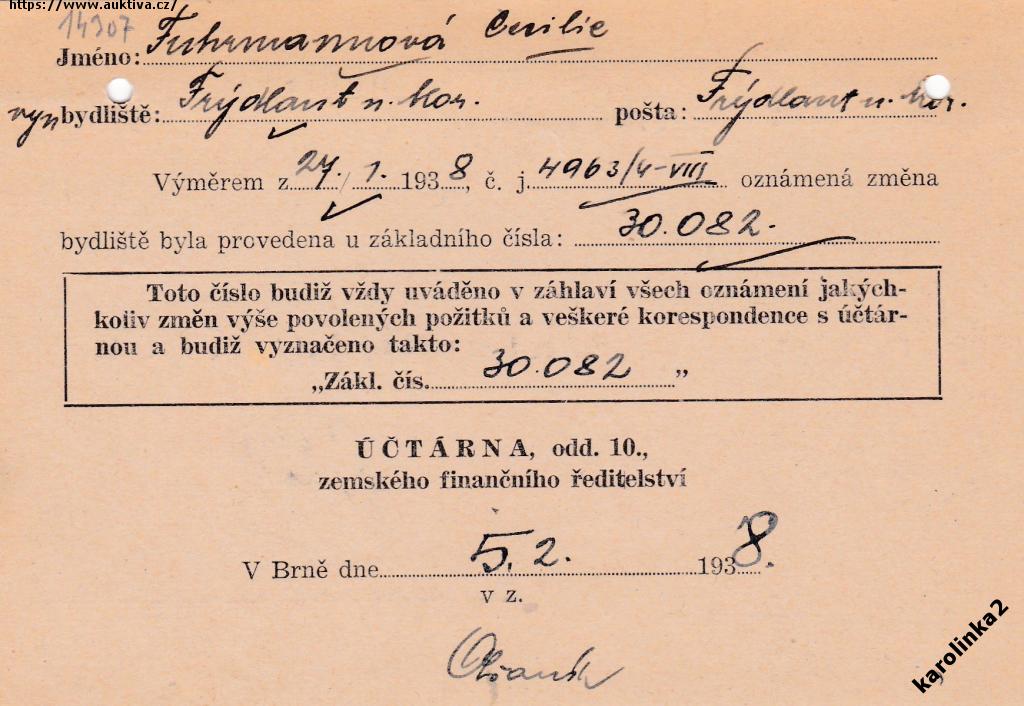 https://www.auktiva.cz/
14307
Jméno: Fuhrmannová Cecilie
bydliště: Frýdlant n. Mor. pošta: Frýdlant n. Mor.
Výměrem z 27./1. 1938, č. j. 4963/4-VIII oznámená změna
bydliště byla provedena u základního čísla: 30.082.
Toto číslo budiž vždy uváděno v záhlaví všech oznámení jakých-
koliv změn výše povolených požitků a veškeré korespondence s účtár-
nou a budiž vyznačeno takto:
„Zákl. čís. 30.082 „
ÚČTÁRNA, odd. 10.,
zemského finančního ředitelství
V Brně dne 5.2. 1938.
v z.
karolinka2